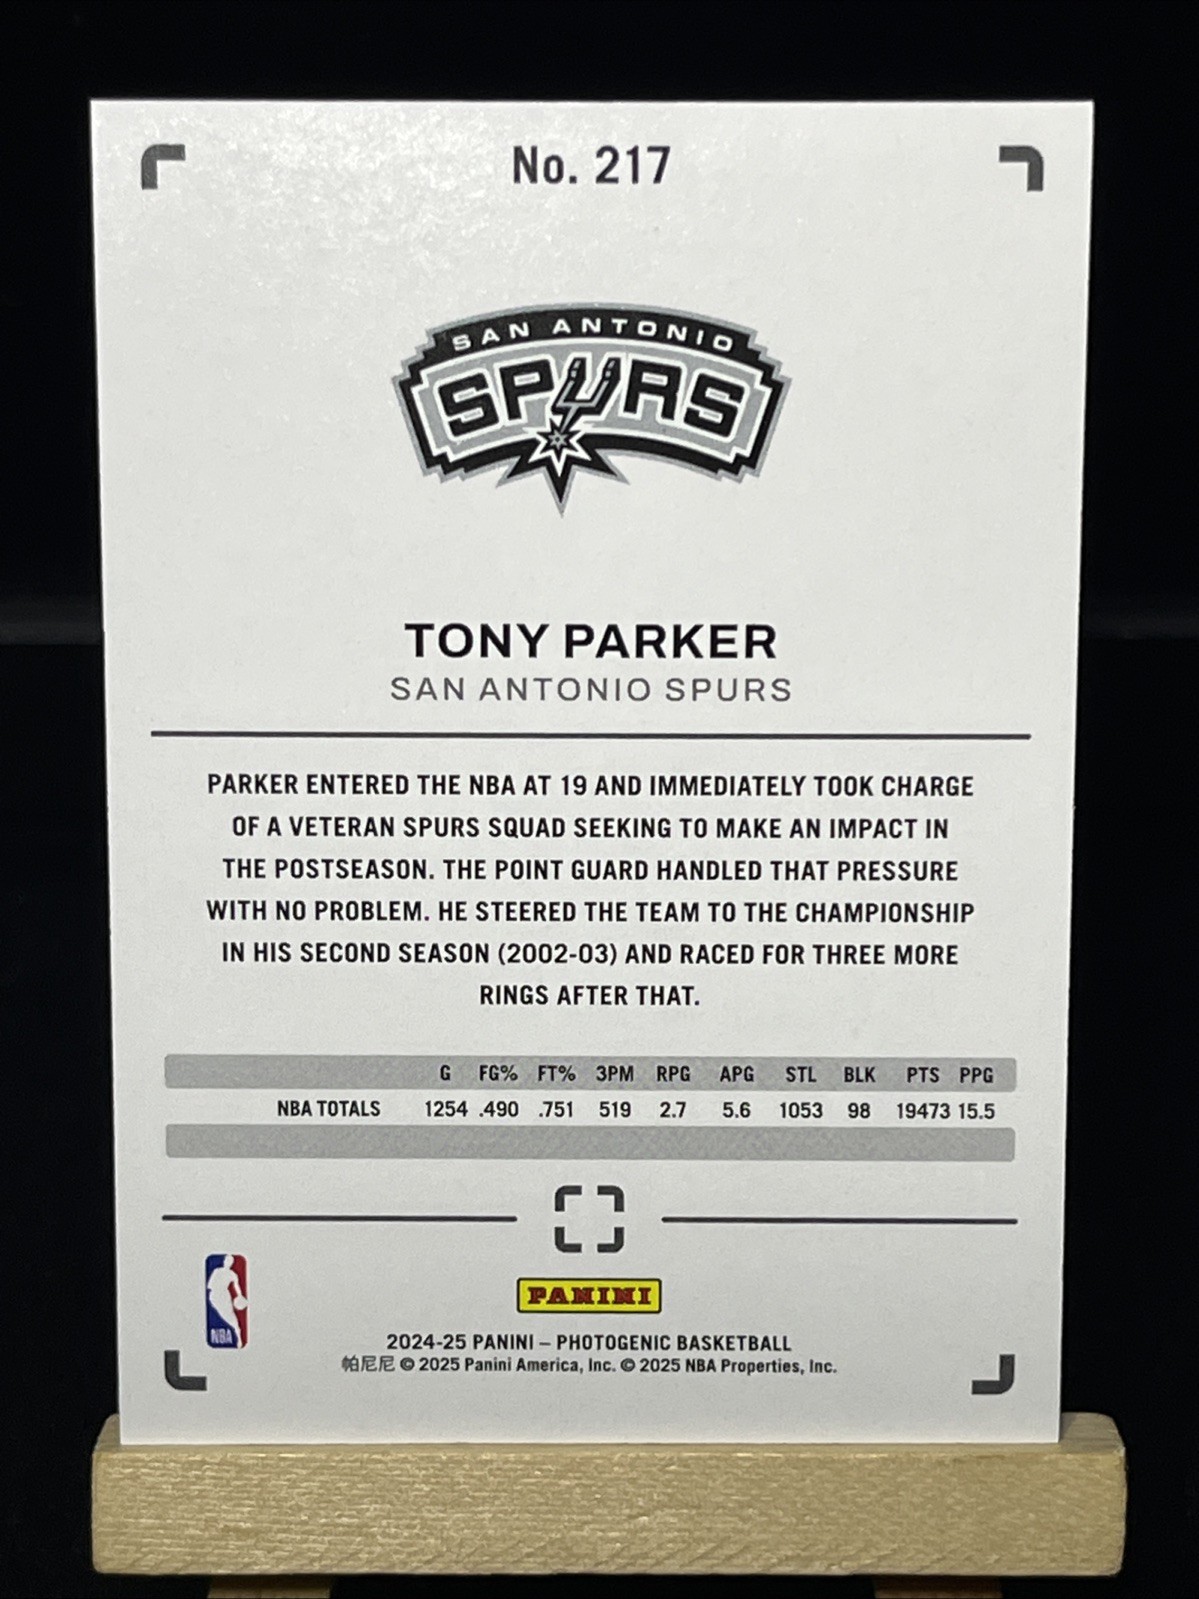 No. 217
SAN ANTONIO
SPURS
TONY PARKER
SAN ANTONIO SPURS
PARKER ENTERED THE NBA AT 19 AND IMMEDIATELY TOOK CHARGE
OF A VETERAN SPURS SQUAD SEEKING TO MAKE AN IMPACT IN
THE POSTSEASON. THE POINT GUARD HANDLED THAT PRESSURE
WITH NO PROBLEM. HE STEERED THE TEAM TO THE CHAMPIONSHIP
IN HIS SECOND SEASON (2002-03) AND RACED FOR THREE MORE
RINGS AFTER THAT.
G FG% FT% 3PM RPG APG STL BLK PTS PPG
NBA TOTALS 1254 .490 .751 519 2.7 5.6 1053 98 19473 15.5
NBA
PANINI
2024-25 PANINI – PHOTOGENIC BASKETBALL
帕尼尼 © 2025 Panini America, Inc. © 2025 NBA Properties, Inc.